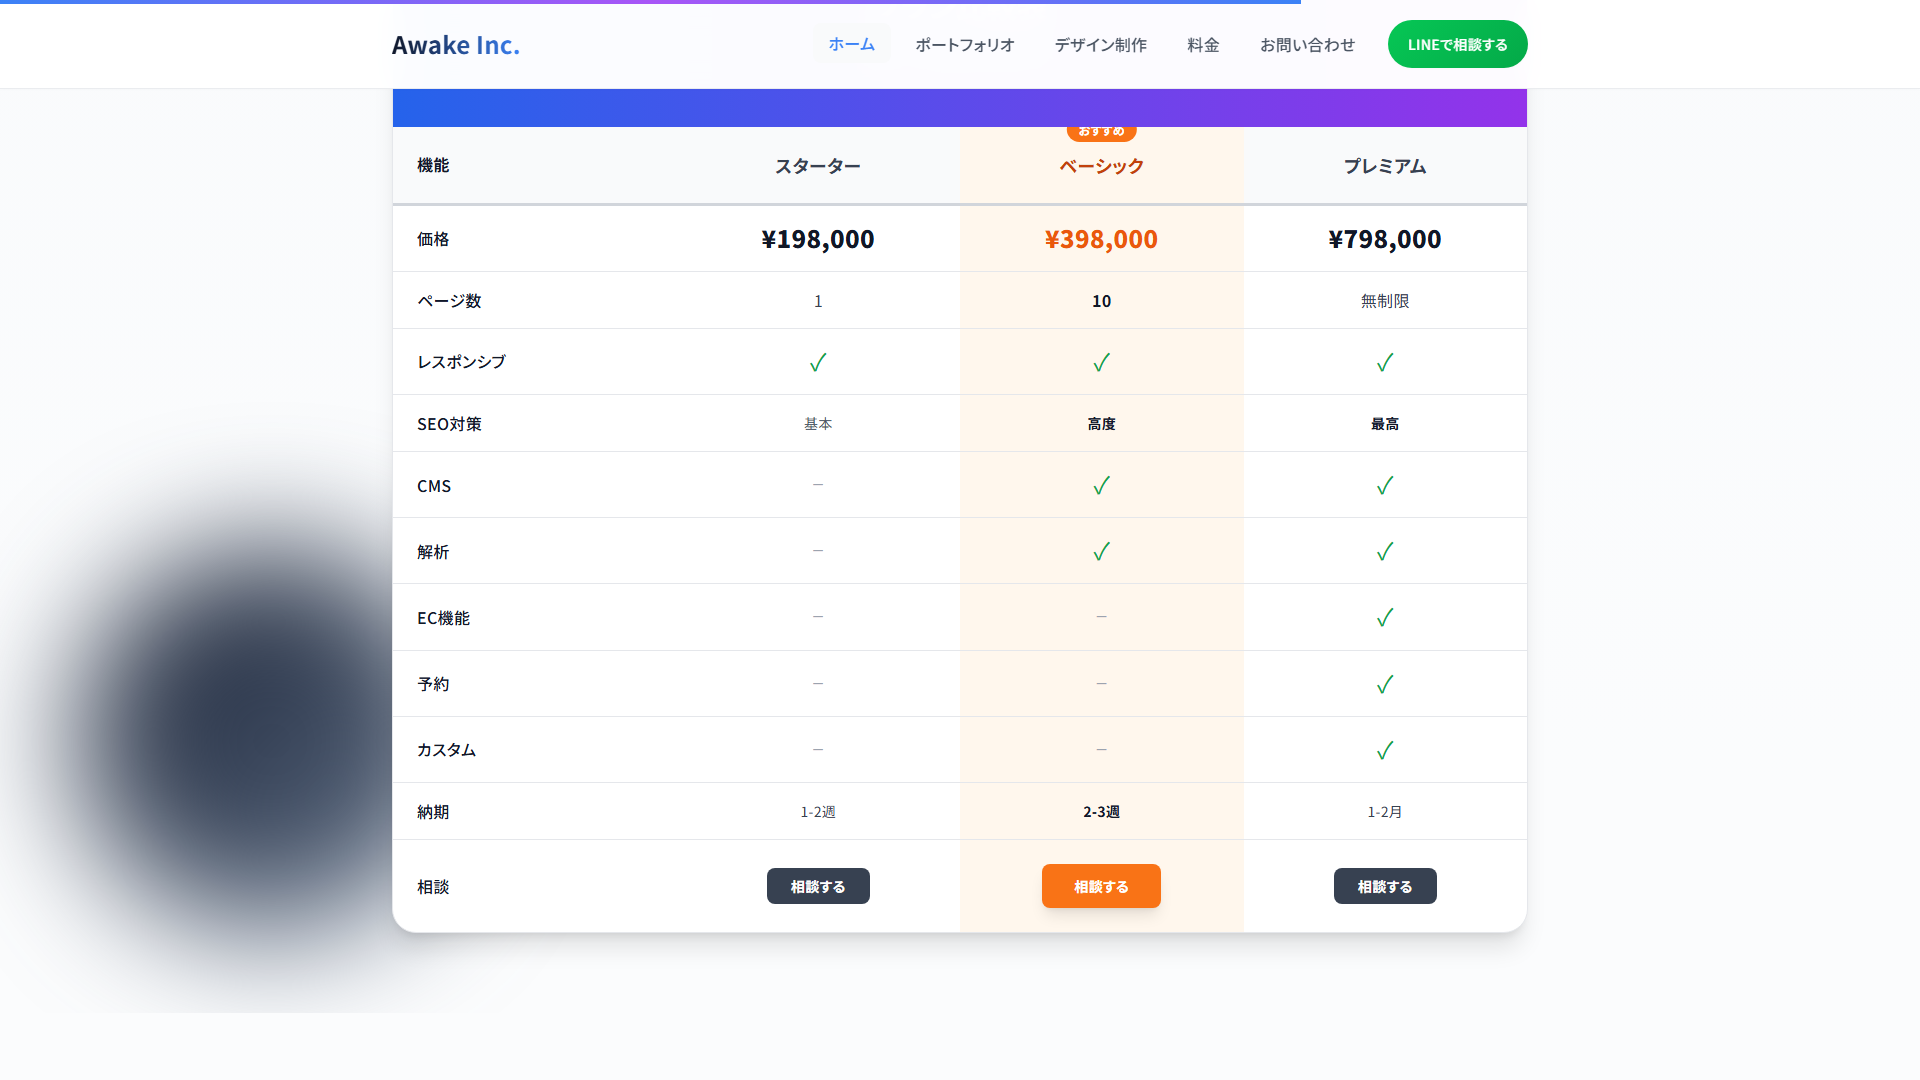 Awake Inc. ホーム ポートフォリオ デザイン制作 料金 お問い合わせ LINEで相談する
おすすめ
機能 スターター ベーシック プレミアム
価格 ¥198,000 ¥398,000 ¥798,000
ページ数 1 10 無制限
レスポンシブ ✓ ✓ ✓
SEO対策 基本 高度 最高
CMS — ✓ ✓
解析 — ✓ ✓
EC機能 — — ✓
予約 — — ✓
カスタム — — ✓
納期 1-2週 2-3週 1-2月
相談 相談する 相談する 相談する